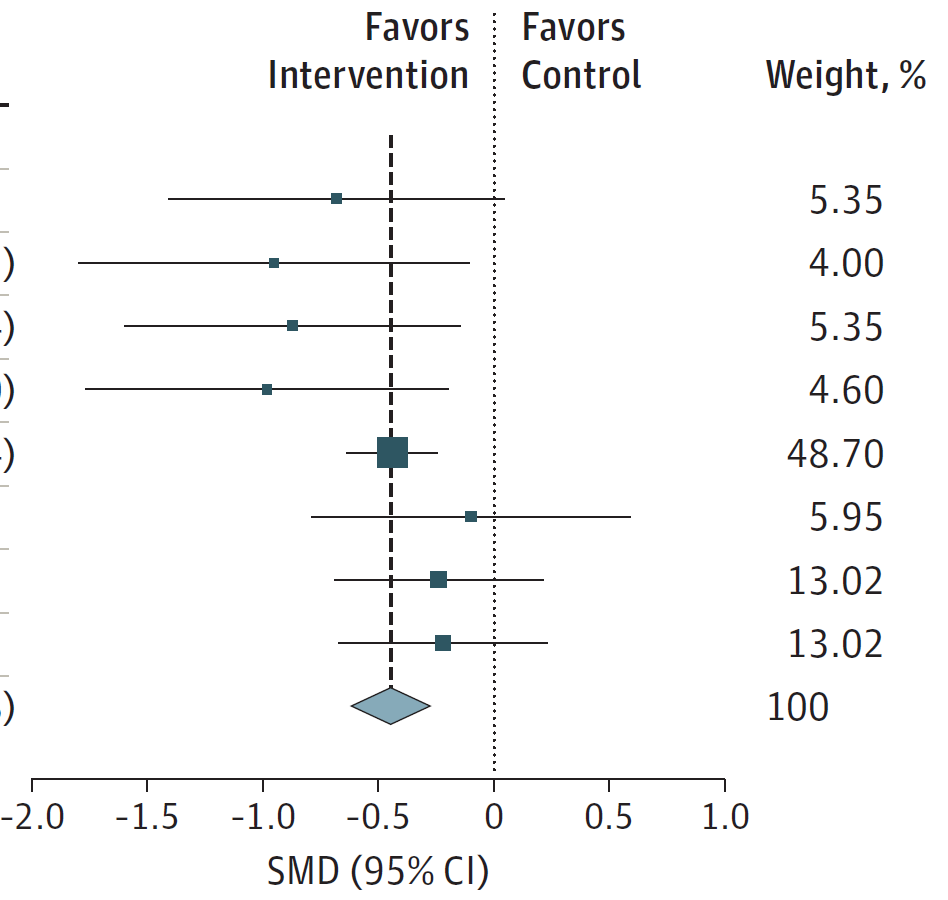 Favors Favors
Intervention Control Weight, %
5.35
) 4.00
) 5.35
) 4.60
) 48.70
5.95
13.02
13.02
) 100
-2.0 -1.5 -1.0 -0.5 0 0.5 1.0
SMD (95% CI)